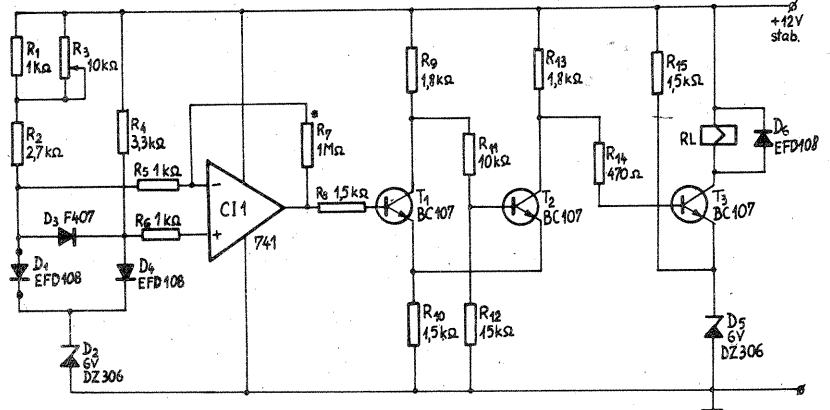 +12V
stab.
R1
1kΩ
R3
10kΩ
R2
2,7kΩ
R4
3,3kΩ
R5 1kΩ
R6 1kΩ
D3 F407
D1
EFD108
D4
EFD108
D2
6V
DZ306
CI1
-
+
741
*
R7
1MΩ
R8 1,5kΩ
R9
1,8kΩ
T1
BC107
R10
1,5kΩ
R11
10kΩ
R12
15kΩ
R13
1,8kΩ
T2
BC107
R14
470Ω
R15
1,5kΩ
RL
D6
EFD108
T3
BC107
D5
6V
DZ306